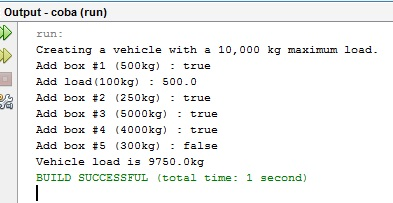 Output - coba (run)
run:
Creating a vehicle with a 10,000 kg maximum load.
Add box #1 (500kg) : true
Add load(100kg) : 500.0
Add box #2 (250kg) : true
Add box #3 (5000kg) : true
Add box #4 (4000kg) : true
Add box #5 (300kg) : false
Vehicle load is 9750.0kg
BUILD SUCCESSFUL (total time: 1 second)